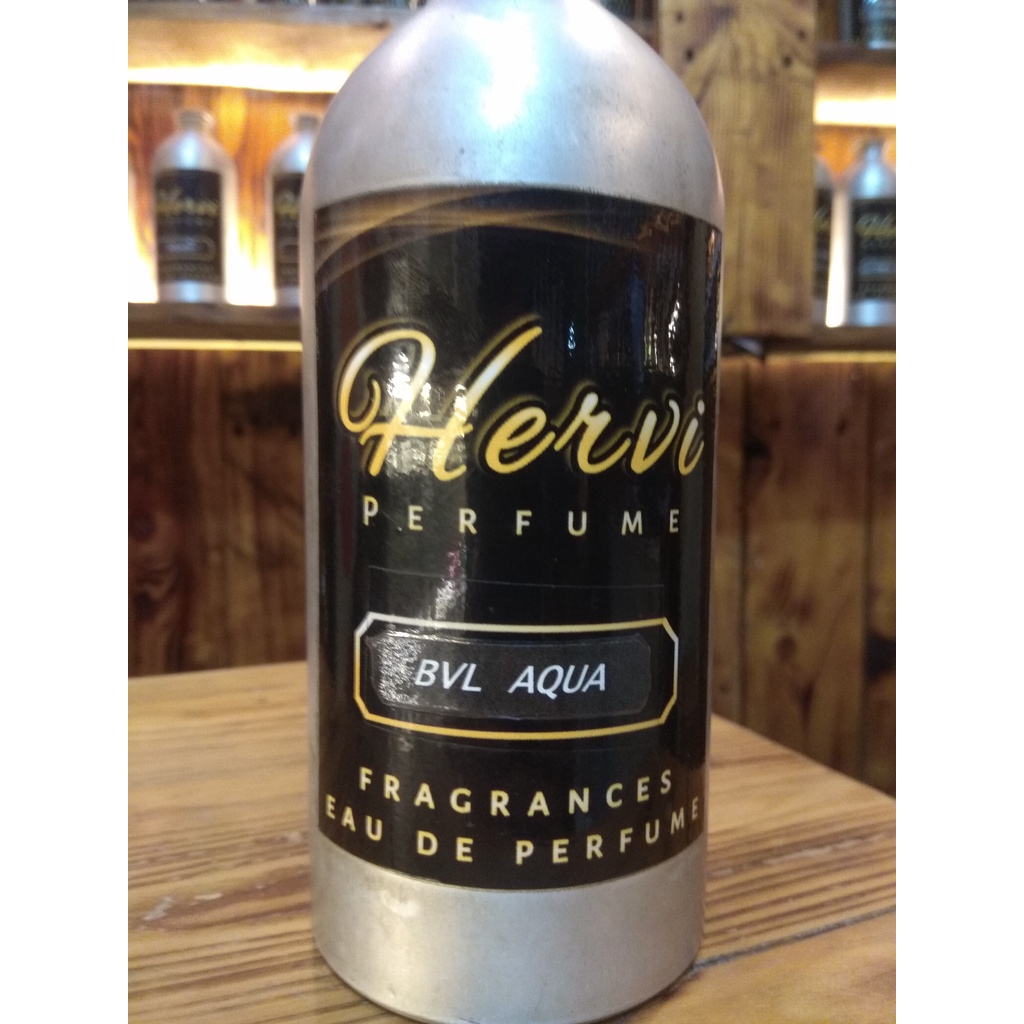 Hervi
PERFUME
BVL AQUA
FRAGRANCES
EAU DE PERFUME